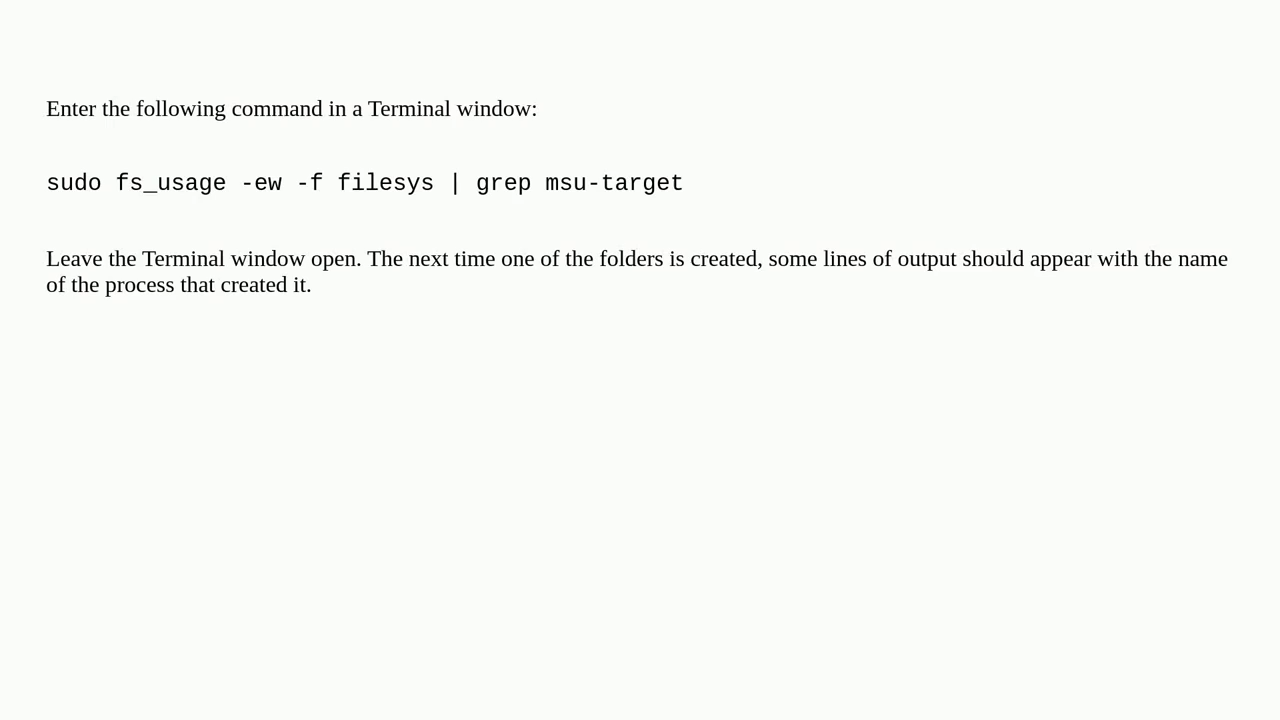 Enter the following command in a Terminal window:
sudo fs_usage -ew -f filesys | grep msu-target
Leave the Terminal window open. The next time one of the folders is created, some lines of output should appear with the name
of the process that created it.